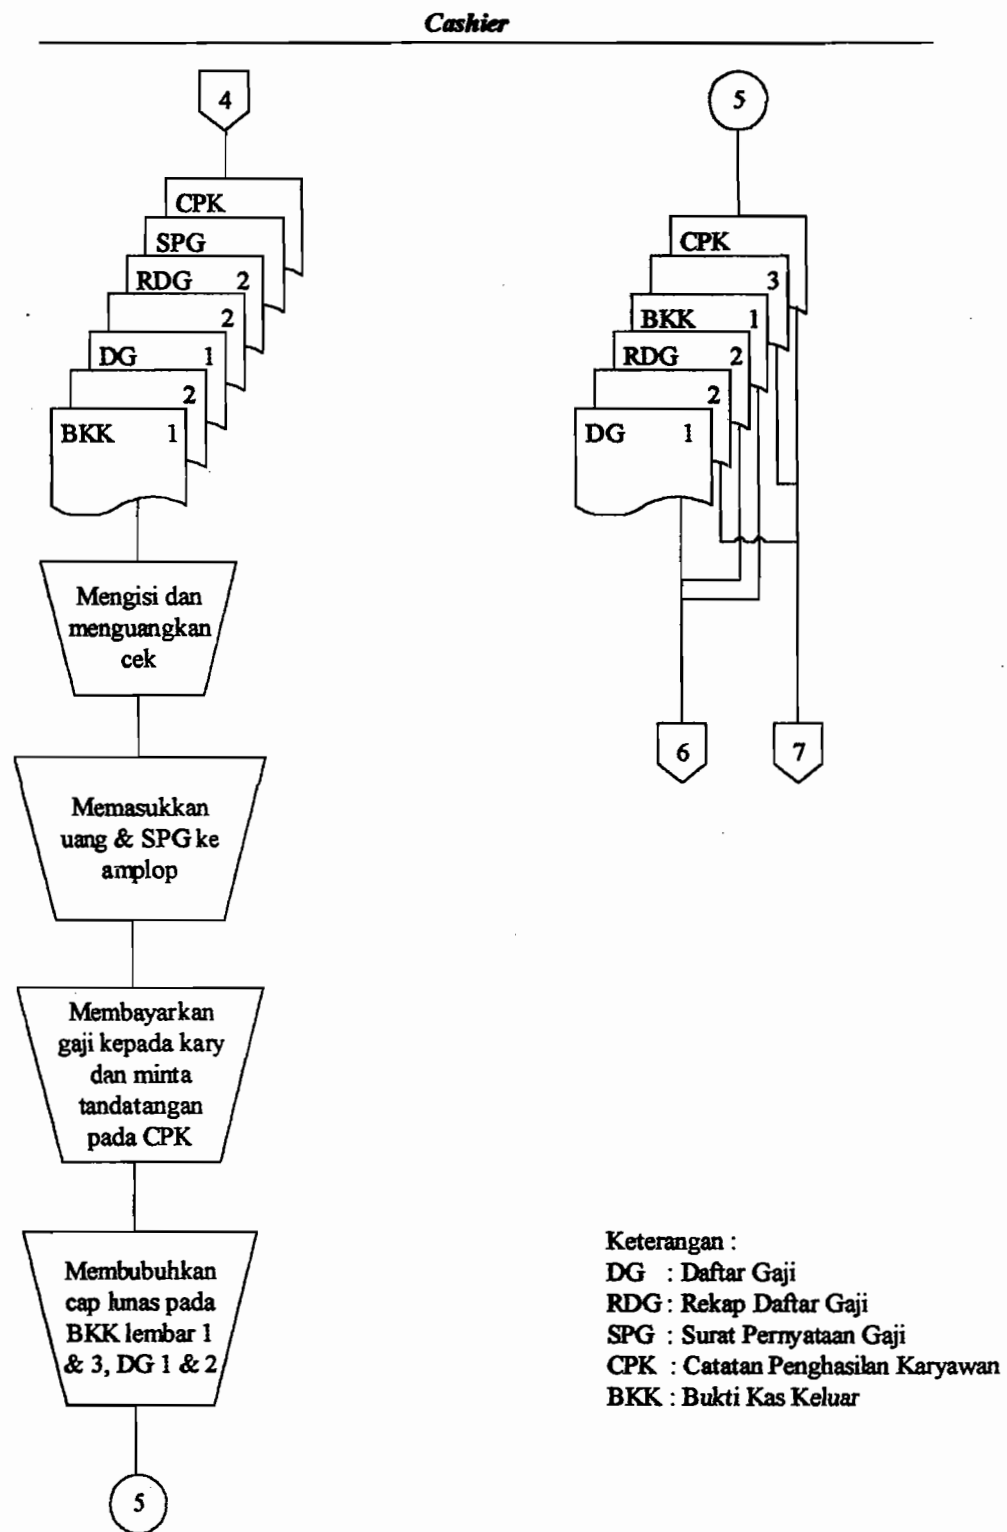 Cashier
4
CPK
SPG
RDG 2
2
DG 1
2
BKK 1
Mengisi dan
menguangkan
cek
Memasukkan
uang & SPG ke
amplop
Membayarkan
gaji kepada kary
dan minta
tandatangan
pada CPK
Membubuhkan
cap lunas pada
BKK lembar 1
& 3, DG 1 & 2
5
5
CPK
3
BKK 1
RDG 2
2
DG 1
6
7
Keterangan :
DG : Daftar Gaji
RDG : Rekap Daftar Gaji
SPG : Surat Pernyataan Gaji
CPK : Catatan Penghasilan Karyawan
BKK : Bukti Kas Keluar